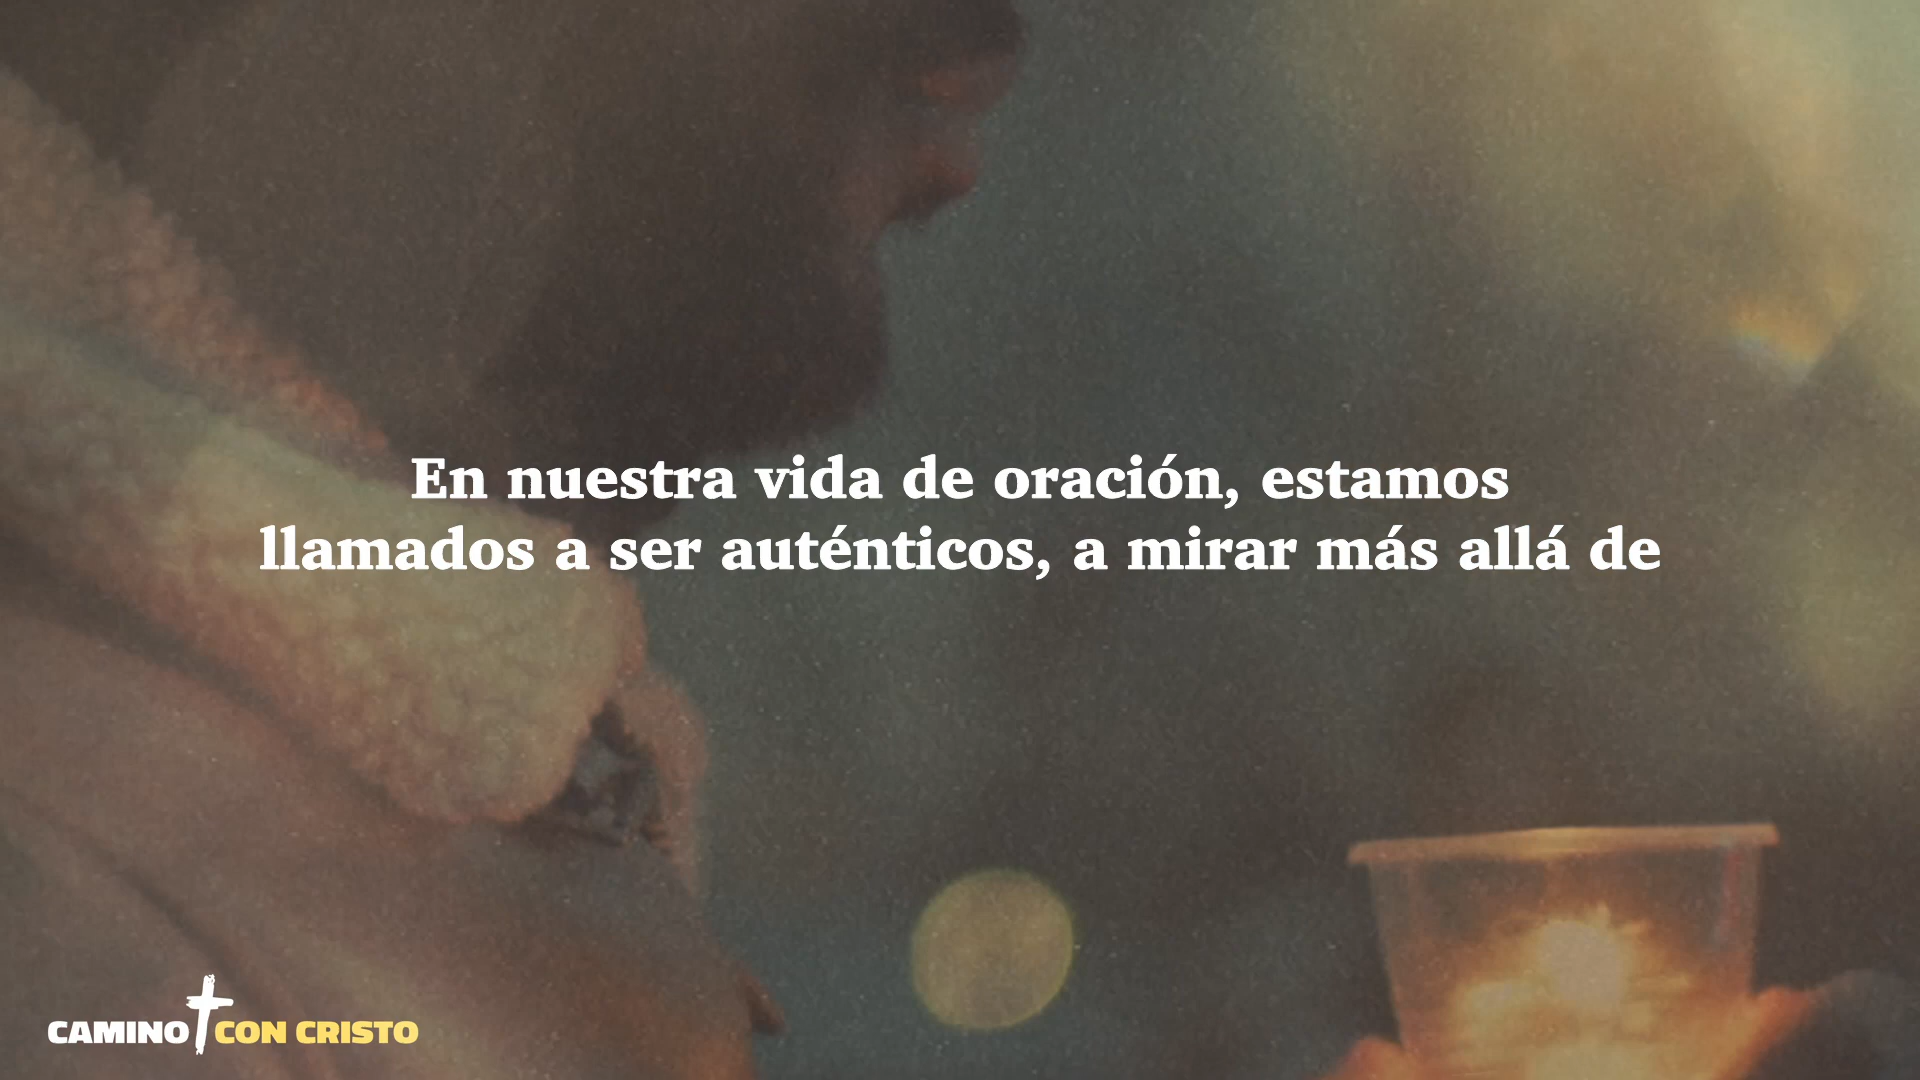 En nuestra vida de oración, estamos
llamados a ser auténticos, a mirar más allá de
CAMINO CON CRISTO